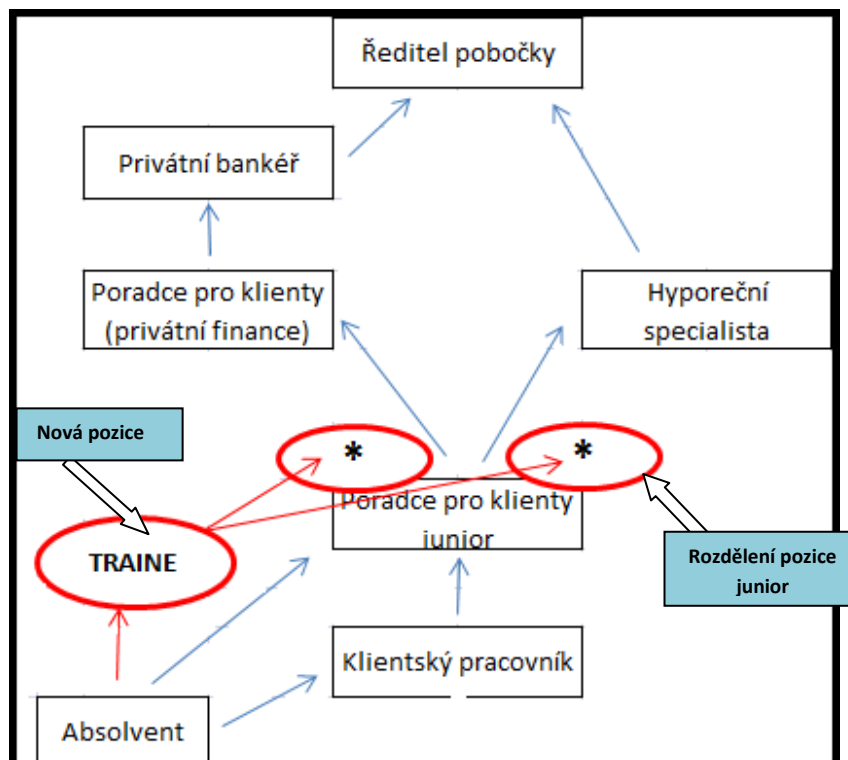 Ředitel pobočky
Privátní bankéř
Poradce pro klienty
(privátní finance)
Hyporeční
specialista
Nová pozice
*
*
Poradce pro klienty
junior
TRAINE
Rozdělení pozice
junior
Klientský pracovník
Absolvent